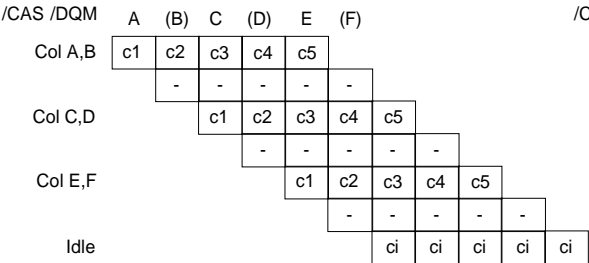 /CAS /DQM A (B) C (D) E (F) /C
Col A,B c1 c2 c3 c4 c5
- - - - -
Col C,D c1 c2 c3 c4 c5
- - - - -
Col E,F c1 c2 c3 c4 c5
- - - - -
Idle ci ci ci ci ci